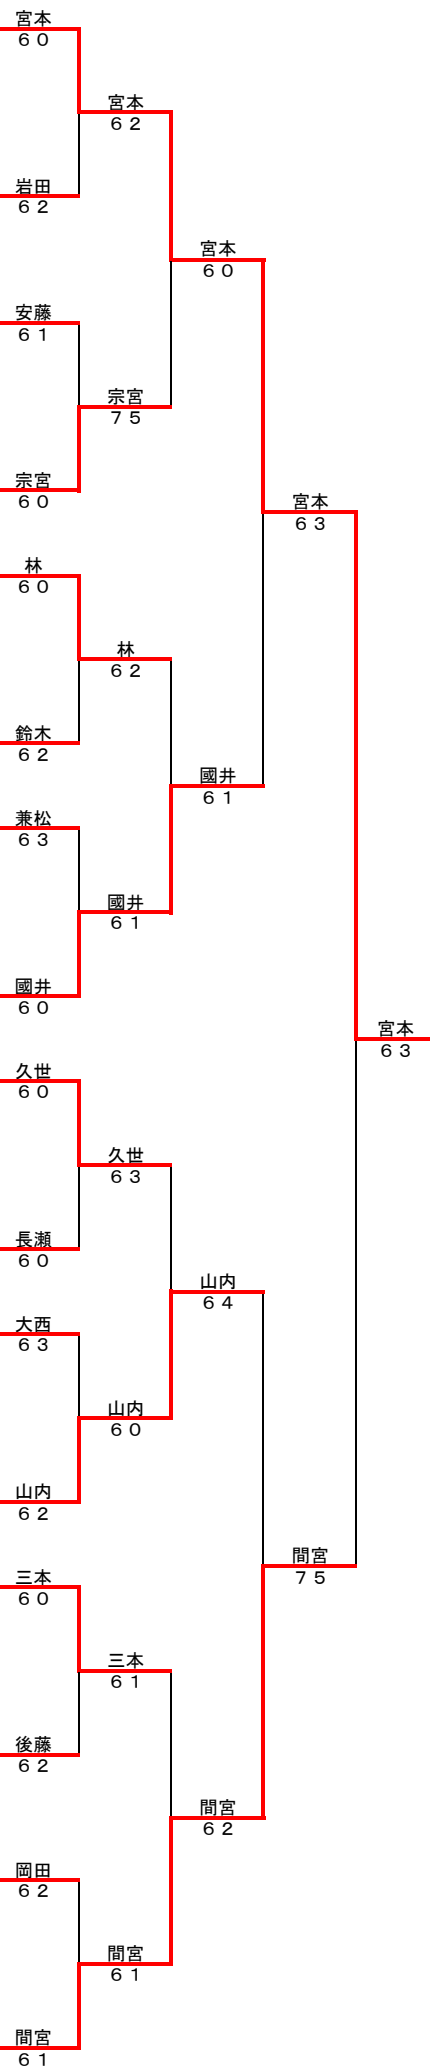 宮本
６０
宮本
６２
岩田
６２
宮本
６０
安藤
６１
宗宮
７５
宗宮
６０
宮本
６３
林
６０
林
６２
鈴木
６２
國井
６１
兼松
６３
國井
６１
國井
６０
宮本
６３
久世
６０
久世
６３
長瀬
６０
山内
６４
大西
６３
山内
６０
山内
６２
間宮
７５
三本
６０
三本
６１
後藤
６２
間宮
６２
岡田
６２
間宮
６１
間宮
６１